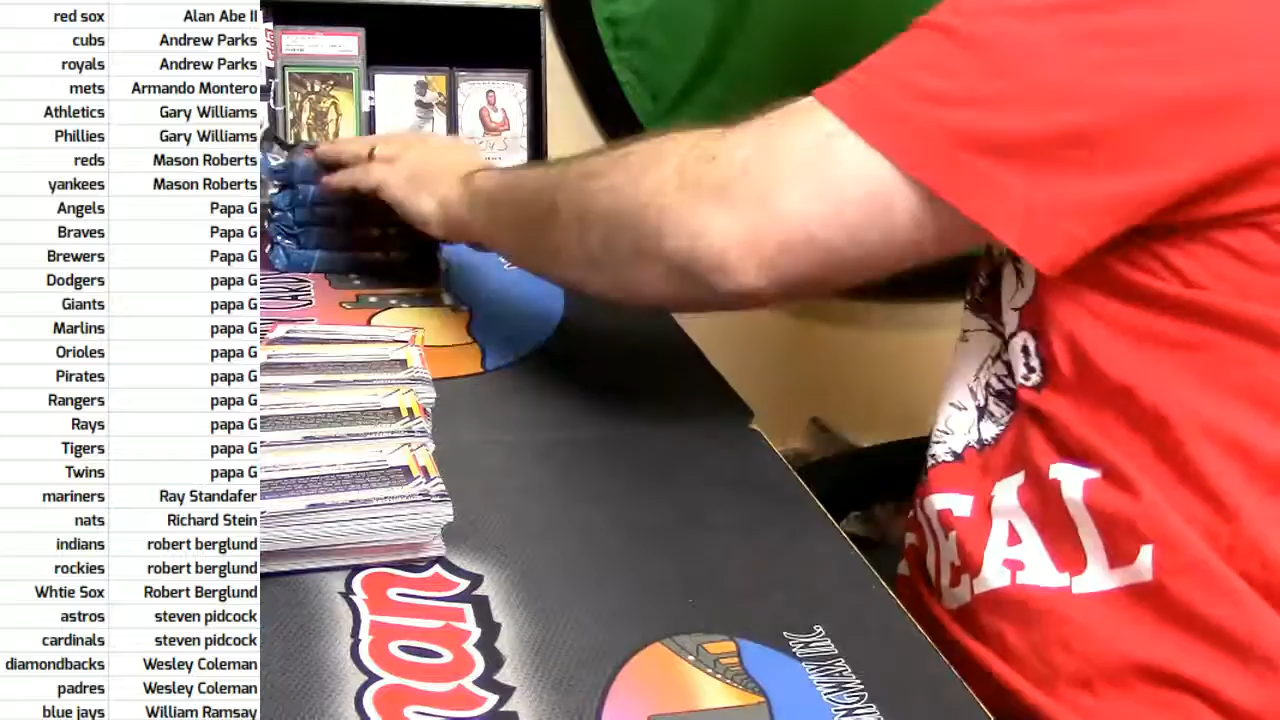 red sox Alan Abe II
cubs Andrew Parks
royals Andrew Parks
mets Armando Montero
Athletics Gary Williams
Phillies Gary Williams
reds Mason Roberts
yankees Mason Roberts
Angels Papa G
Braves Papa G
Brewers Papa G
Dodgers papa G
Giants papa G
Marlins papa G
Orioles papa G
Pirates papa G
Rangers papa G
Rays papa G
Tigers papa G
Twins papa G
mariners Ray Standafer
nats Richard Stein
indians robert berglund
rockies robert berglund
Whtie Sox Robert Berglund
astros steven pidcock
cardinals steven pidcock
diamondbacks Wesley Coleman
padres Wesley Coleman
blue jays William Ramsay
EAL
INC.